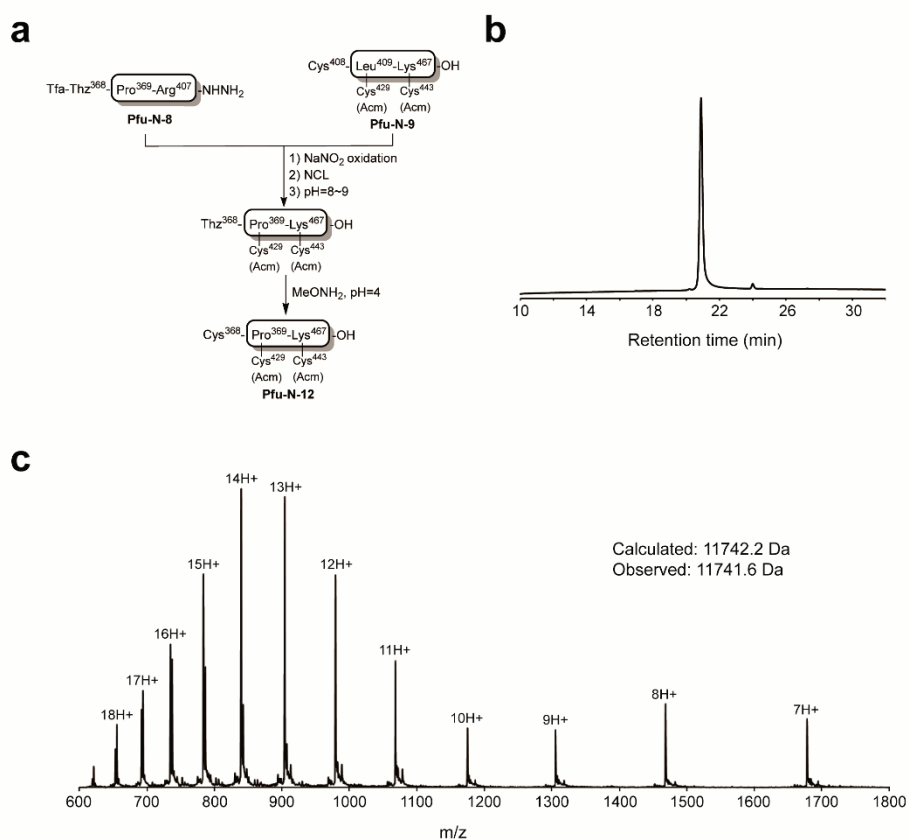 a
Tfa-Thz³⁶⁸- Pro³⁶⁹-Arg⁴⁰⁷ -NHNH₂
Pfu-N-8
Cys⁴⁰⁸- Leu⁴⁰⁹-Lys⁴⁶⁷ -OH
Cys⁴²⁹ Cys⁴⁴³
(Acm) (Acm)
Pfu-N-9
1) NaNO₂ oxidation
2) NCL
3) pH=8~9
Thz³⁶⁸- Pro³⁶⁹-Lys⁴⁶⁷ -OH
Cys⁴²⁹ Cys⁴⁴³
(Acm) (Acm)
MeONH₂, pH=4
Cys³⁶⁸- Pro³⁶⁹-Lys⁴⁶⁷ -OH
Cys⁴²⁹ Cys⁴⁴³
(Acm) (Acm)
Pfu-N-12
b
10 14 18 22 26 30
Retention time (min)
c
18H+
17H+
16H+
15H+
14H+
13H+
12H+
11H+
10H+
9H+
8H+
7H+
Calculated: 11742.2 Da
Observed: 11741.6 Da
600 700 800 900 1000 1100 1200 1300 1400 1500 1600 1700 1800
m/z